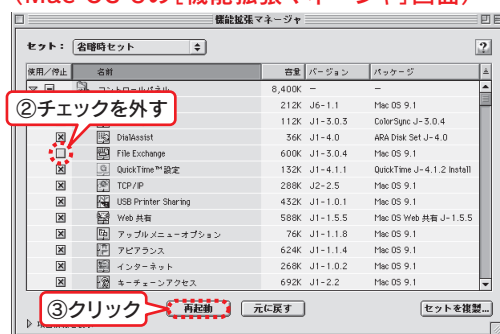 (Mac OS 9の[機能拡張マネージャ]画面)
機能拡張マネージャ
セット: 省略時セット
使用/停止 名前 容量 バージョン パッケージ
コントロールパネル 8,400K - -
②チェックを外す
212K J6-1.1 Mac OS 9.1
112K J1-3.0.3 ColorSync J-3.0.4
DialAssist 36K J1-4.0 ARA Disk Set J-4.0
File Exchange 600K J1-3.0.4 Mac OS 9.1
QuickTime™設定 132K J1-4.1.1 QuickTime J-4.1.2 Install
TCP/IP 288K J2-2.5 Mac OS 9.1
USB Printer Sharing 432K J1-1.0.1 Mac OS 9.1
Web 共有 588K J1-1.5.5 Mac OS Web 共有 J-1.5.5
アップルメニューオプション 76K J1-1.1.8 Mac OS 9.1
アピアランス 624K J1-1.1.4 Mac OS 9.1
インターネット 268K J1-1.0.2 Mac OS 9.1
キーチェーンアクセス 692K J1-2.2 Mac OS 9.1
③クリック
再起動 元に戻す セットを複製...